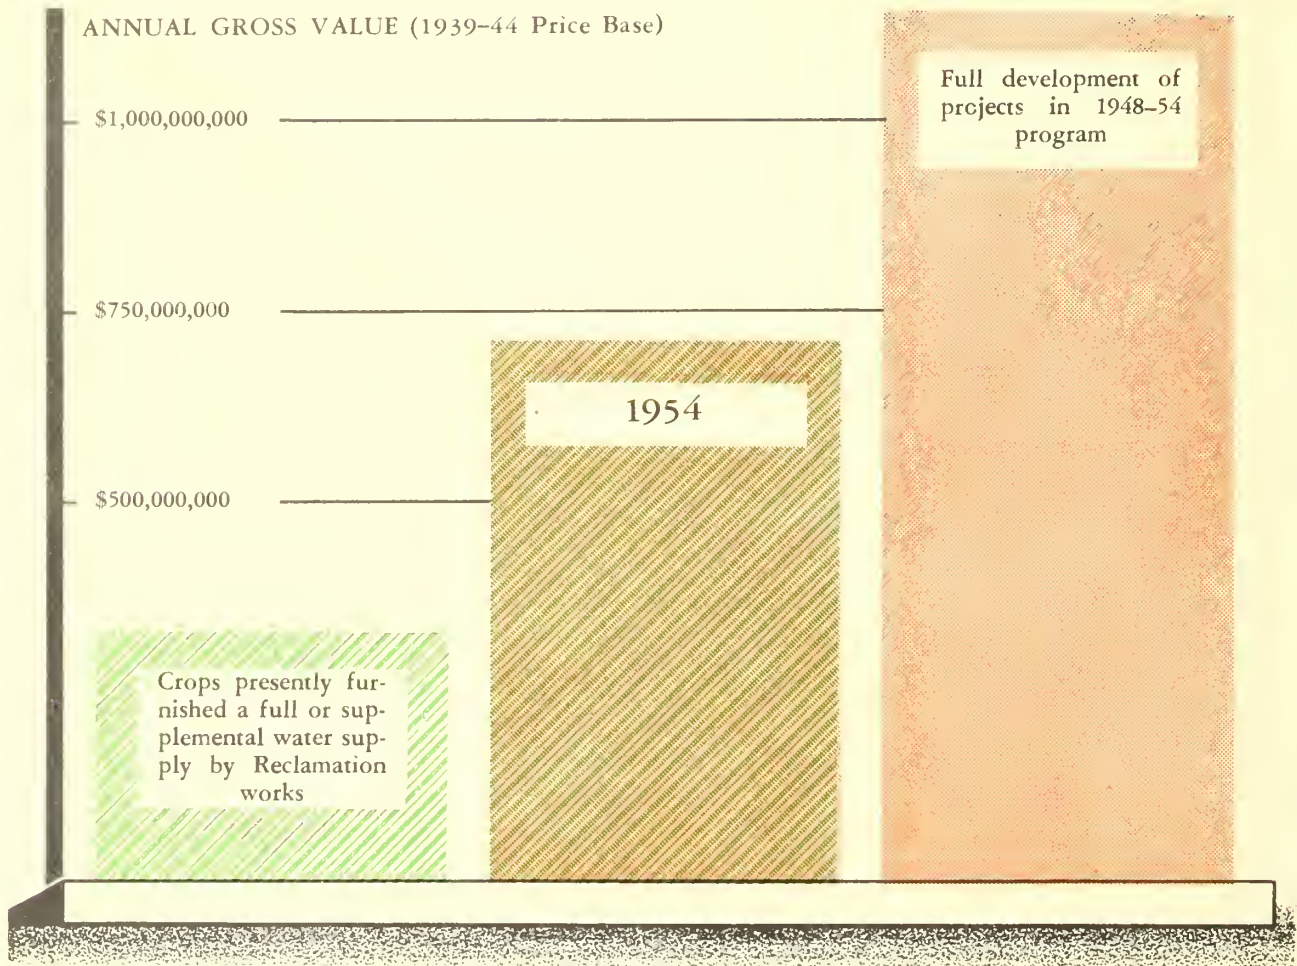 ANNUAL GROSS VALUE (1939–44 Price Base)
Full development of
projects in 1948–54
program
$1,000,000,000
$750,000,000
1954
$500,000,000
Crops presently fur-
nished a full or sup-
plemental water sup-
ply by Reclamation
works